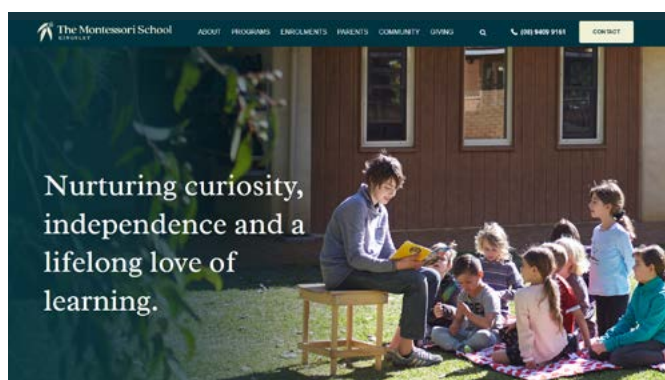 The Montessori School
KINGSLEY
ABOUT PROGRAMS ENROLMENTS PARENTS COMMUNITY GIVING
(08) 9409 9151
CONTACT
Nurturing curiosity,
independence and a
lifelong love of
learning.